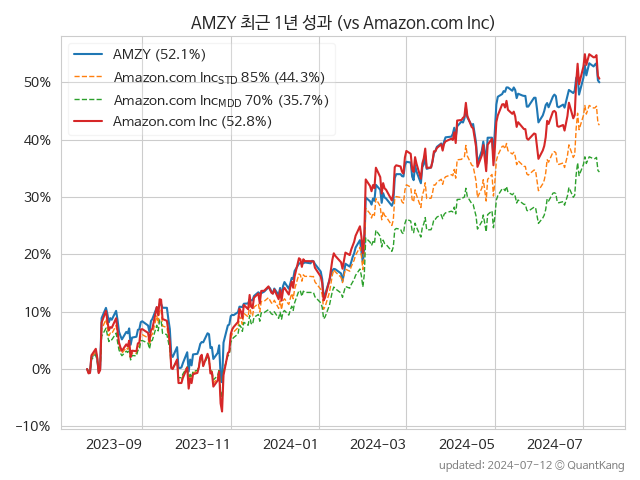 AMZY 최근 1년 성과 (vs Amazon.com Inc)
AMZY (52.1%)
Amazon.com IncSTD 85% (44.3%)
Amazon.com IncMDD 70% (35.7%)
Amazon.com Inc (52.8%)
50%
40%
30%
20%
10%
0%
−10%
2023-09 2023-11 2024-01 2024-03 2024-05 2024-07
updated: 2024-07-12 © QuantKang